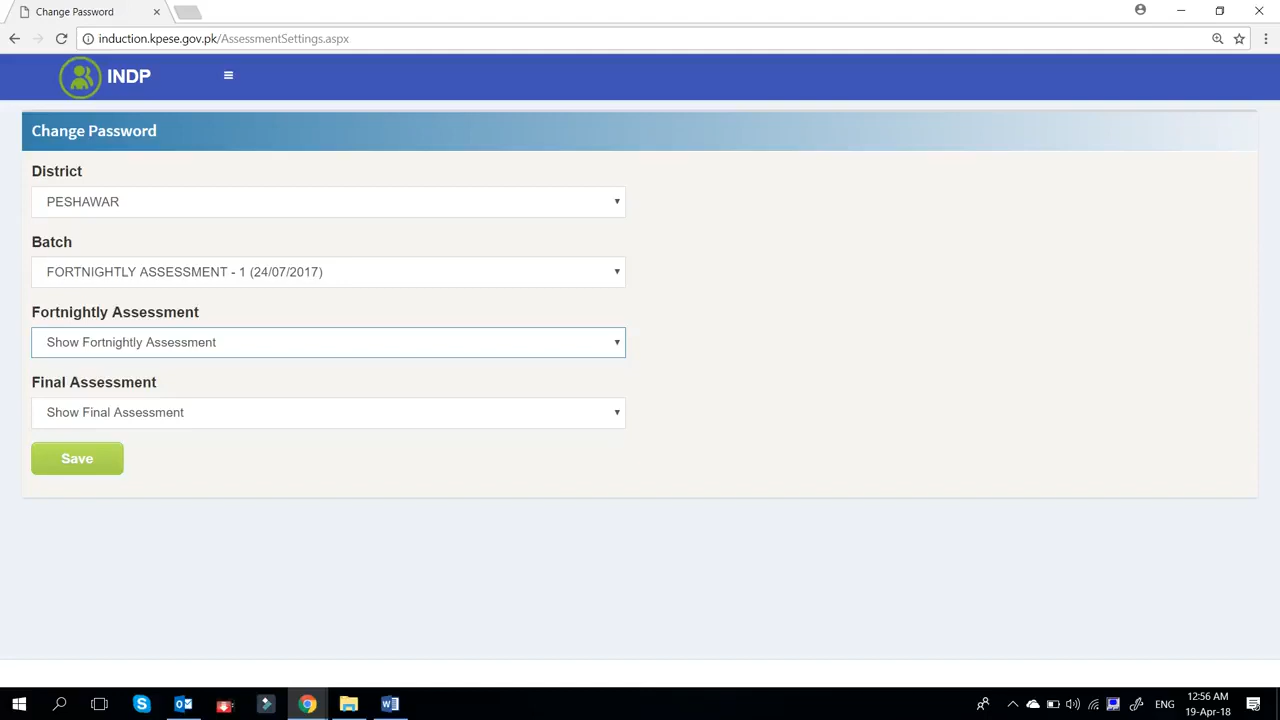 Change Password
induction.kpese.gov.pk/AssessmentSettings.aspx
INDP
Change Password
District
PESHAWAR
Batch
FORTNIGHTLY ASSESSMENT - 1 (24/07/2017)
Fortnightly Assessment
Show Fortnightly Assessment
Final Assessment
Show Final Assessment
Save
ENG
12:56 AM
19-Apr-18